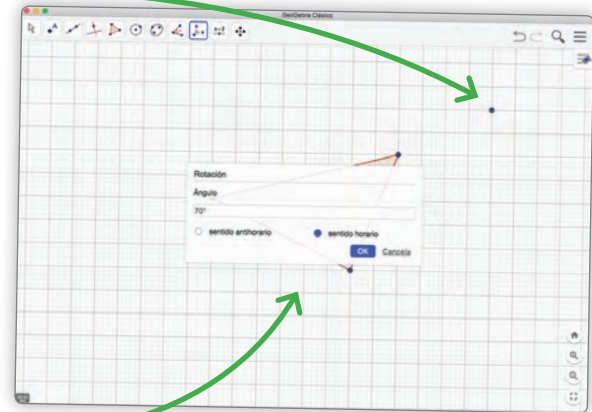 GeoGebra Clásico
Rotación
Ángulo
70°
sentido antihorario
sentido horario
OK Cancela